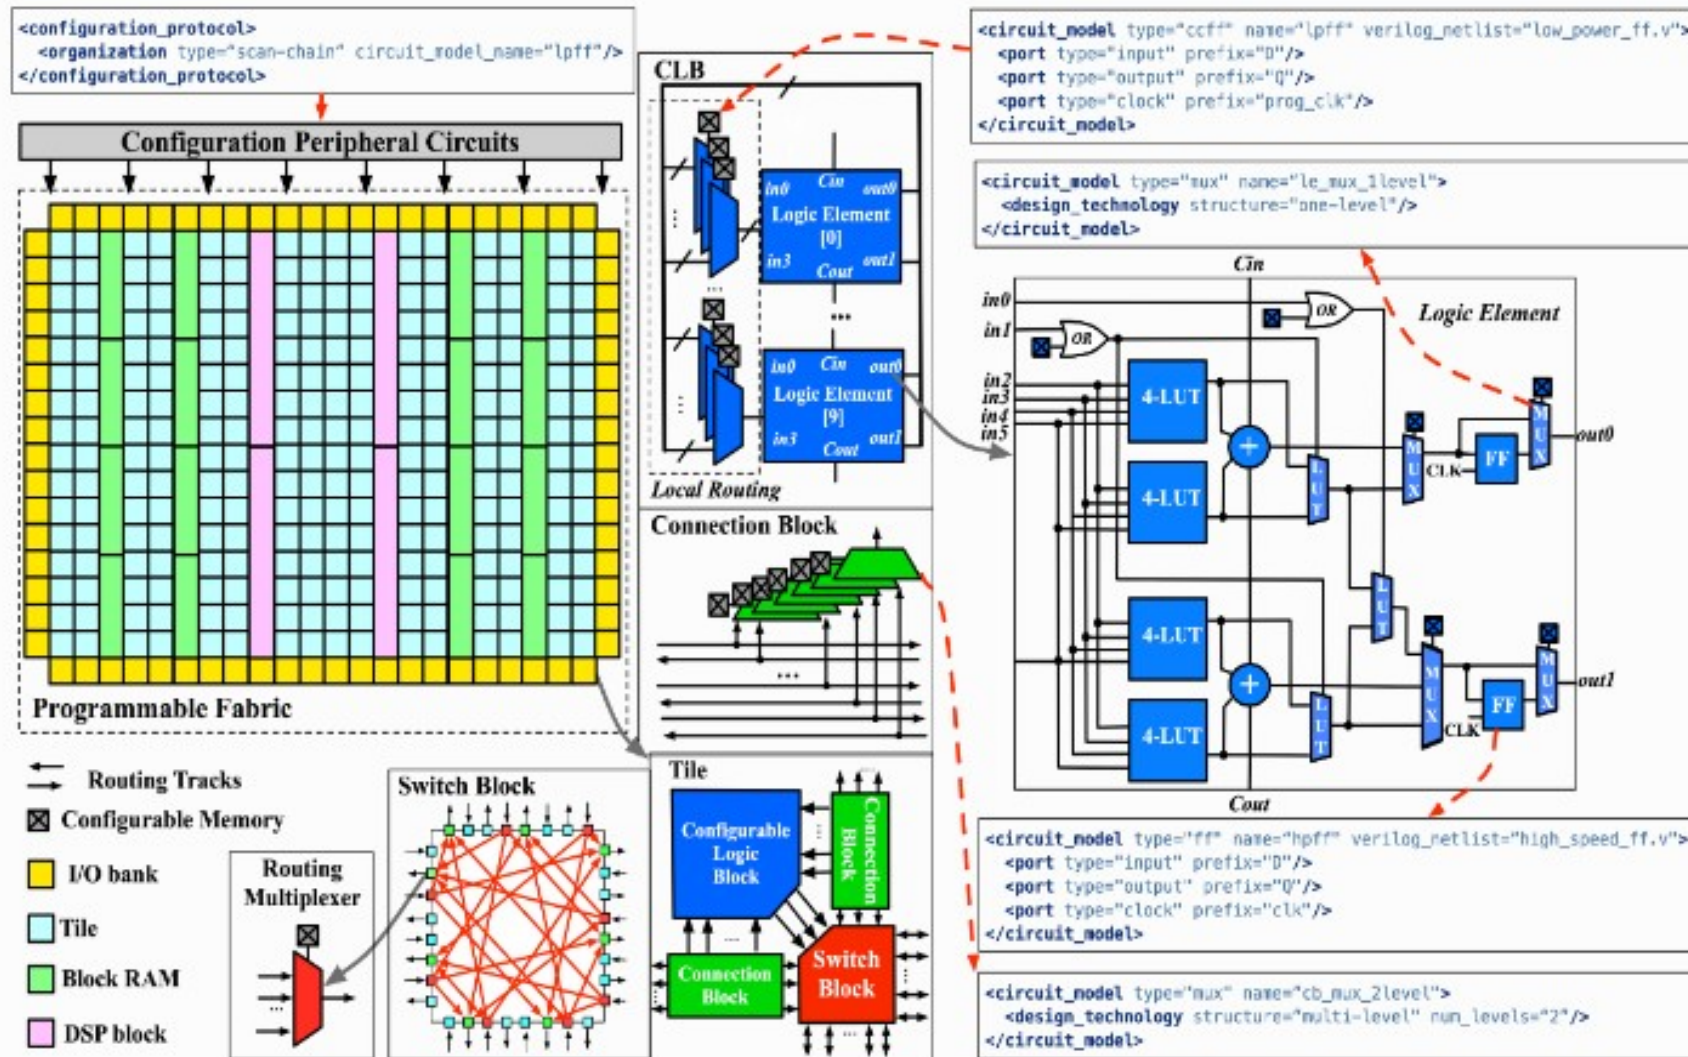 <configuration_protocol>
<organization type="scan-chain" circuit_model_name="lpff"/>
</configuration_protocol>
Configuration Peripheral Circuits
Programmable Fabric
Routing Tracks
Configurable Memory
I/O bank
Tile
Block RAM
DSP block
Routing
Multiplexer
...
Switch Block
CLB
...
in0 Cin out0
Logic Element
[0]
in3 Cout out1
...
...
in0 Cin out0
Logic Element
[9]
in3 Cout out1
...
Local Routing
Connection Block
...
Tile
Configurable
Logic
Block
Connection
Block
Connection
Block
Switch
Block
<circuit_model type="ccff" name="lpff" verilog_netlist="low_power_ff.v">
<port type="input" prefix="D"/>
<port type="output" prefix="Q"/>
<port type="clock" prefix="prog_clk"/>
</circuit_model>
<circuit_model type="mux" name="le_mux_1level">
<design_technology structure="one-level"/>
</circuit_model>
Cin
Logic Element
in0
in1
in2
in3
in4
in5
OR
OR
4-LUT
4-LUT
4-LUT
4-LUT
+
+
LUT
LUT
LUT
MUX
MUX
MUX
MUX
CLK
FF
CLK
FF
out0
out1
Cout
<circuit_model type="ff" name="hpff" verilog_netlist="high_speed_ff.v">
<port type="input" prefix="D"/>
<port type="output" prefix="Q"/>
<port type="clock" prefix="clk"/>
</circuit_model>
<circuit_model type="mux" name="cb_mux_2level">
<design_technology structure="multi-level" num_levels="2"/>
</circuit_model>